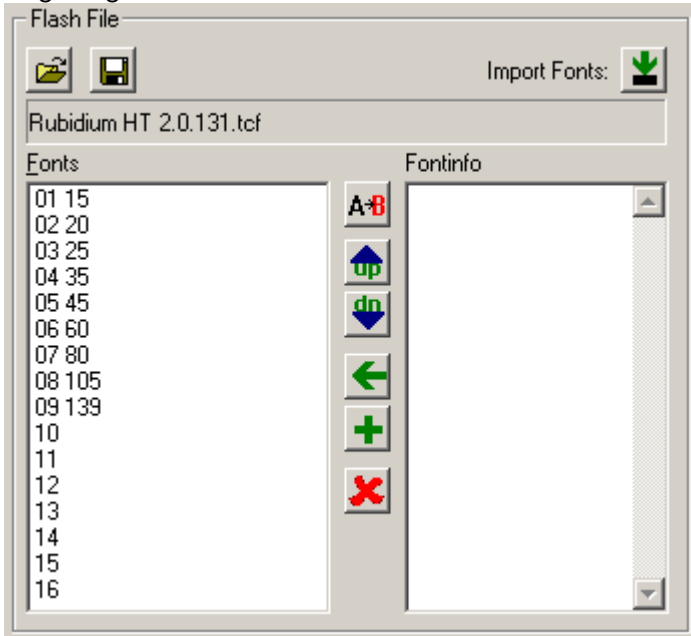 Flash File
Import Fonts:
Rubidium HT 2.0.131.tcf
Fonts
Fontinfo
01 15
02 20
03 25
04 35
05 45
06 60
07 80
08 105
09 139
10
11
12
13
14
15
16
A→B
up
dn